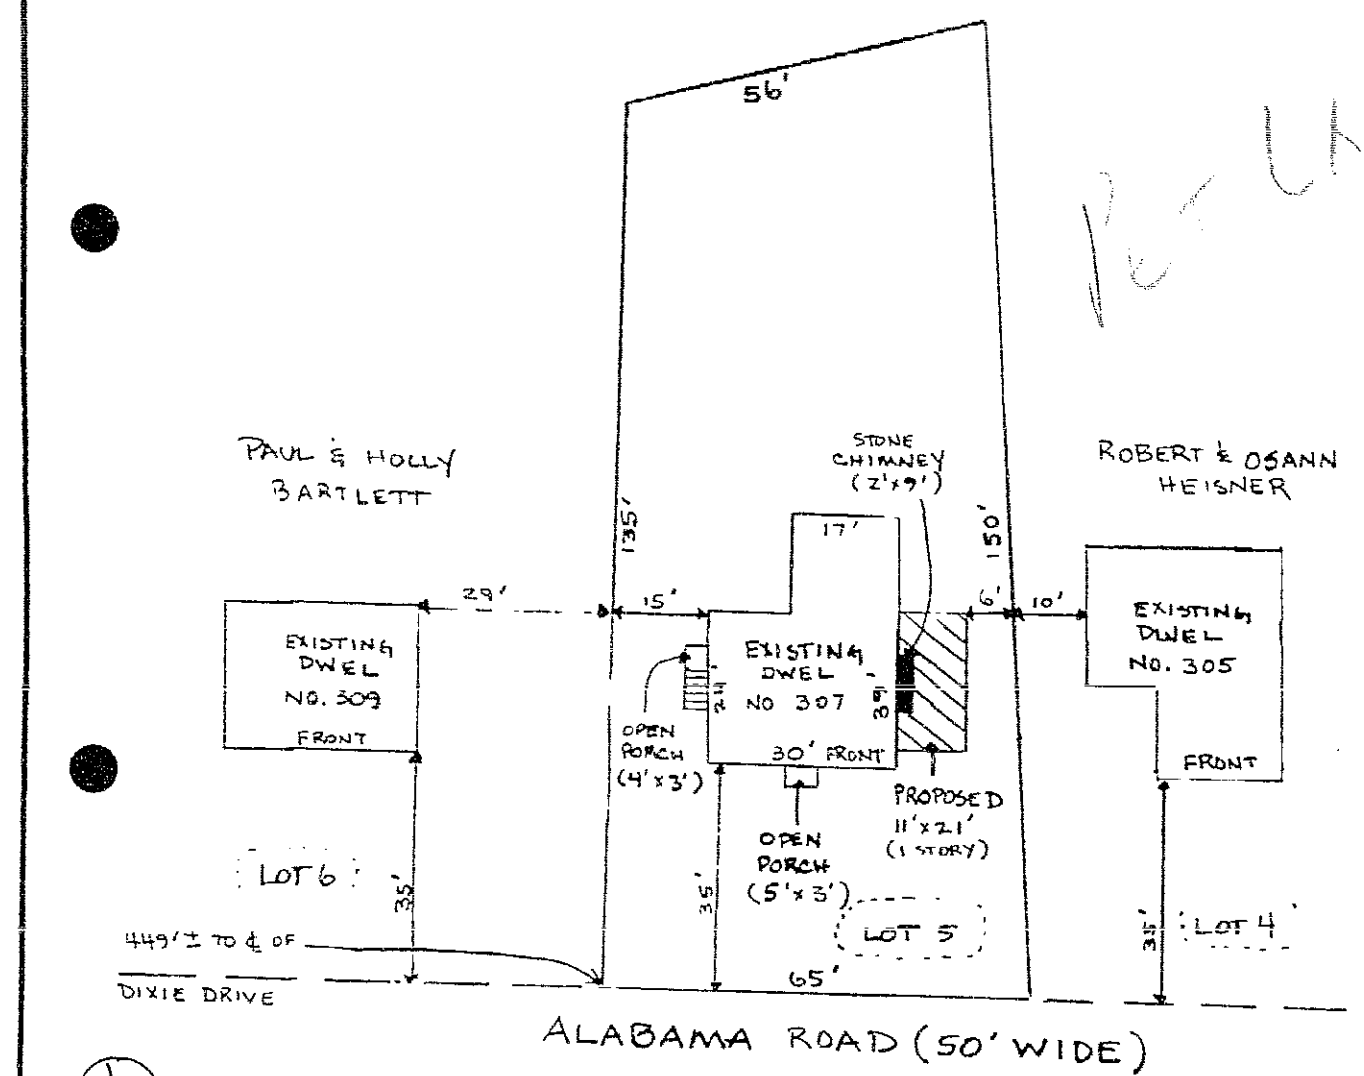 56'
PAUL & HOLLY
BARTLETT
STONE
CHIMNEY
(2'x9')
ROBERT & OSANN
HEISNER
135'
150'
17'
29'
15'
6'
10'
EXISTING
DWEL
NO. 309
FRONT
EXISTING
DWEL
NO 307
24'
39'
30' FRONT
EXISTING
DWEL
NO. 305
FRONT
OPEN
PORCH
(4'x3')
OPEN
PORCH
(5'x3')
PROPOSED
11'x21'
(1 STORY)
LOT 6
35'
35'
LOT 5
35'
LOT 4
449'± TO ℄ OF
DIXIE DRIVE
65'
ALABAMA ROAD (50' WIDE)